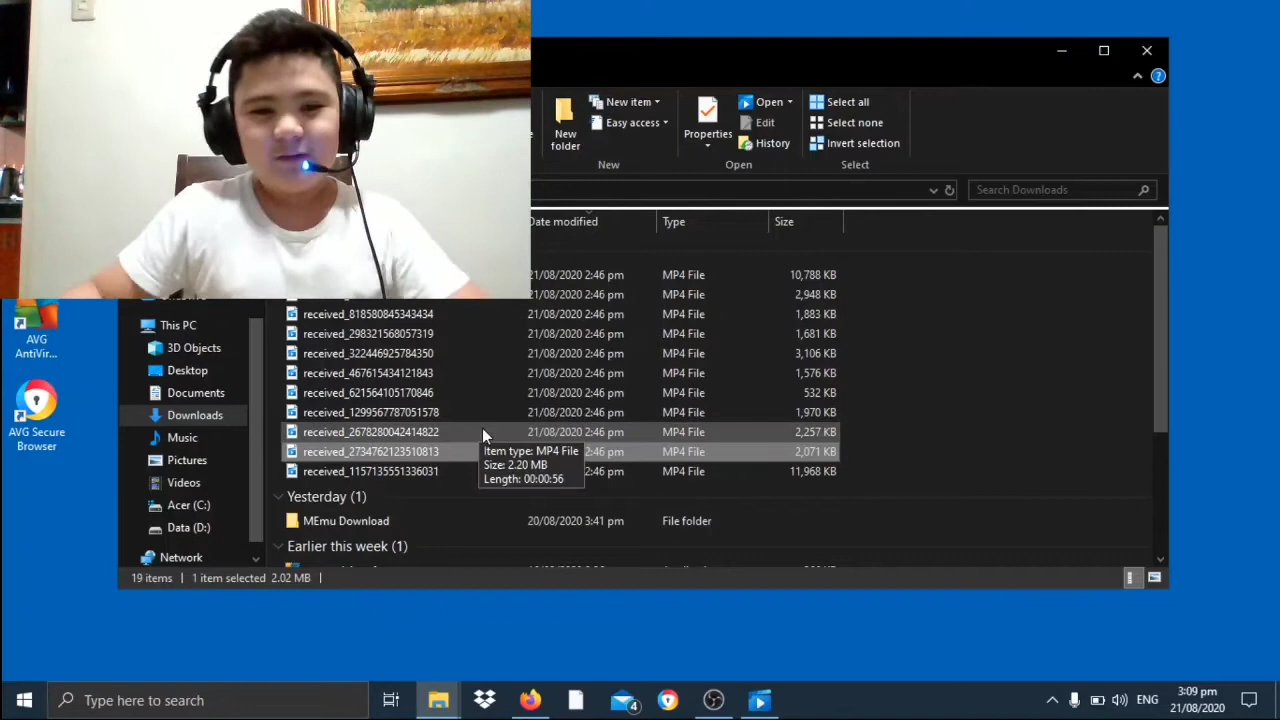 New item
Easy access
New
folder
New
Properties
Open
Edit
History
Open
Select all
Select none
Invert selection
Select
Search Downloads
Date modified
Type
Size
21/08/2020 2:46 pm MP4 File 10,788 KB
21/08/2020 2:46 pm MP4 File 2,948 KB
received_818580845343434 21/08/2020 2:46 pm MP4 File 1,883 KB
received_298321568057319 21/08/2020 2:46 pm MP4 File 1,681 KB
received_322446925784350 21/08/2020 2:46 pm MP4 File 3,106 KB
received_467615434121843 21/08/2020 2:46 pm MP4 File 1,576 KB
received_621564105170846 21/08/2020 2:46 pm MP4 File 532 KB
received_1299567787051578 21/08/2020 2:46 pm MP4 File 1,970 KB
received_2678280042414822 21/08/2020 2:46 pm MP4 File 2,257 KB
received_2734762123510813 2:46 pm MP4 File 2,071 KB
received_1157135551336031 2:46 pm MP4 File 11,968 KB
Item type: MP4 File
Size: 2.20 MB
Length: 00:00:56
Yesterday (1)
MEmu Download 20/08/2020 3:41 pm File folder
Earlier this week (1)
This PC
3D Objects
Desktop
Documents
Downloads
Music
Pictures
Videos
Acer (C:)
Data (D:)
Network
19 items
1 item selected 2.02 MB
AVG
AntiVir...
AVG Secure
Browser
Type here to search
4
ENG
3:09 pm
21/08/2020